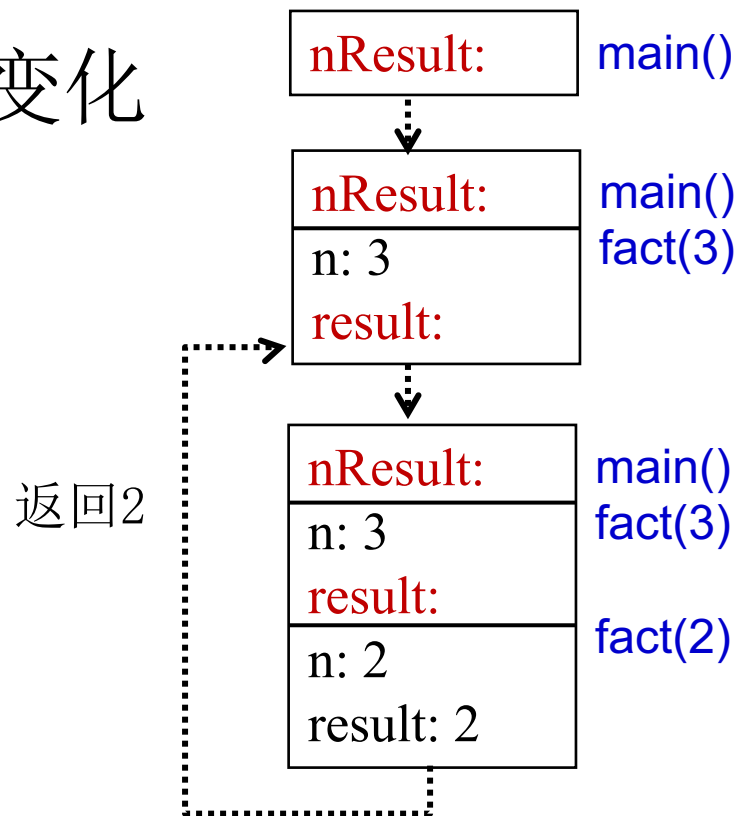 变化
nResult: main()
nResult: main()
n: 3 fact(3)
result:
nResult: main()
返回2
n: 3 fact(3)
result:
fact(2)
n: 2
result: 2